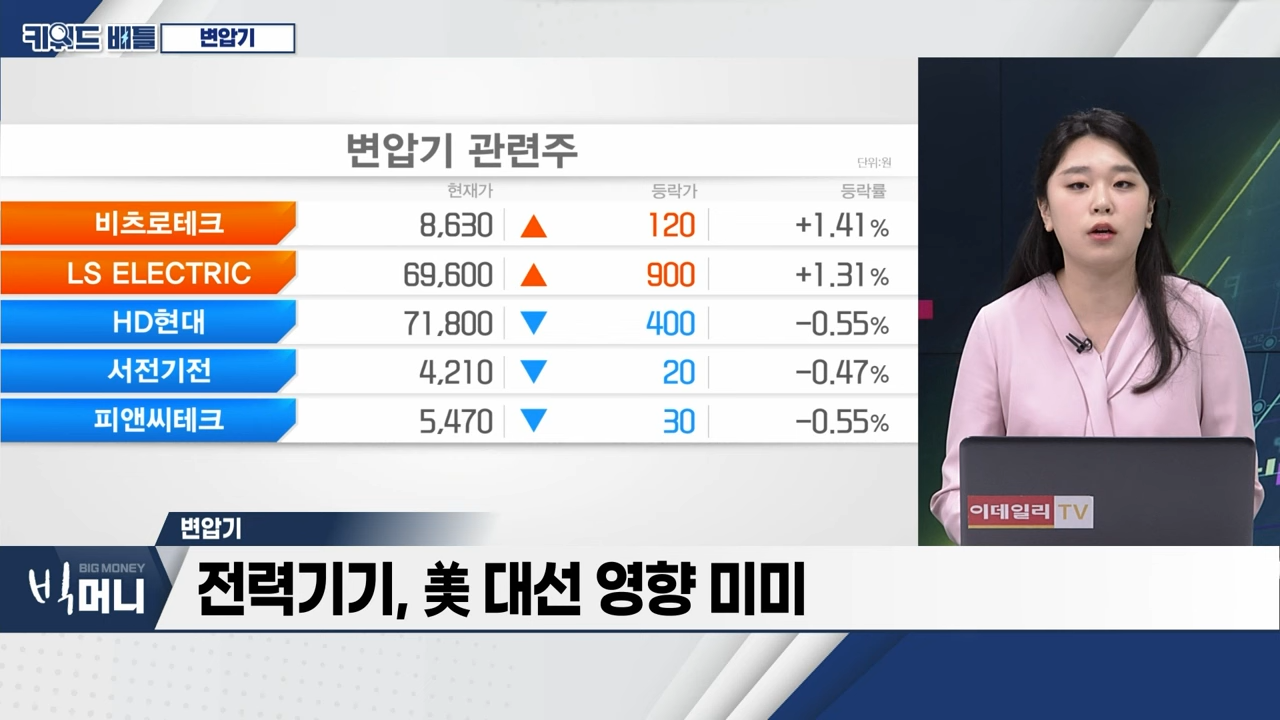 키워드 배틀 변압기
변압기 관련주
단위:원
현재가 등락가 등락률
비츠로테크 8,630 ▲ 120 +1.41%
LS ELECTRIC 69,600 ▲ 900 +1.31%
HD현대 71,800 ▼ 400 -0.55%
서전기전 4,210 ▼ 20 -0.47%
피앤씨테크 5,470 ▼ 30 -0.55%
이데일리TV
변압기
BIG MONEY
빅머니
전력기기, 美 대선 영향 미미